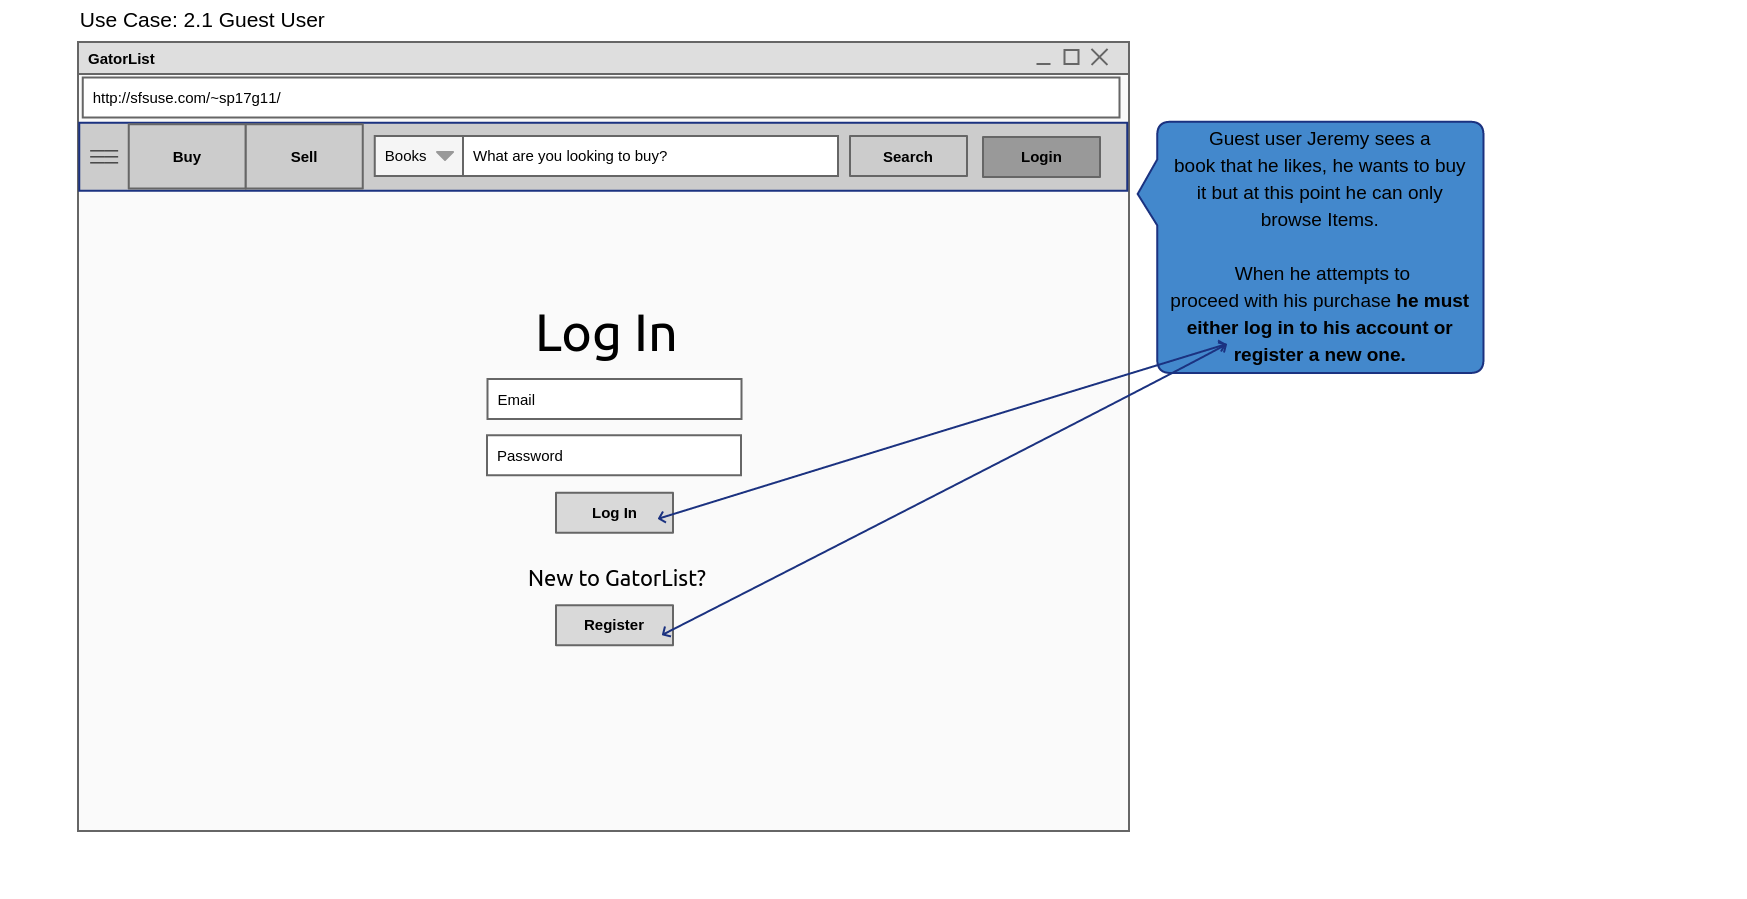 Use Case: 2.1 Guest User
GatorList
http://sfsuse.com/~sp17g11/
Buy
Sell
Books
What are you looking to buy?
Search
Login
Guest user Jeremy sees a
book that he likes, he wants to buy
it but at this point he can only
browse Items.
When he attempts to
proceed with his purchase he must
either log in to his account or
register a new one.
Log In
Email
Password
Log In
New to GatorList?
Register